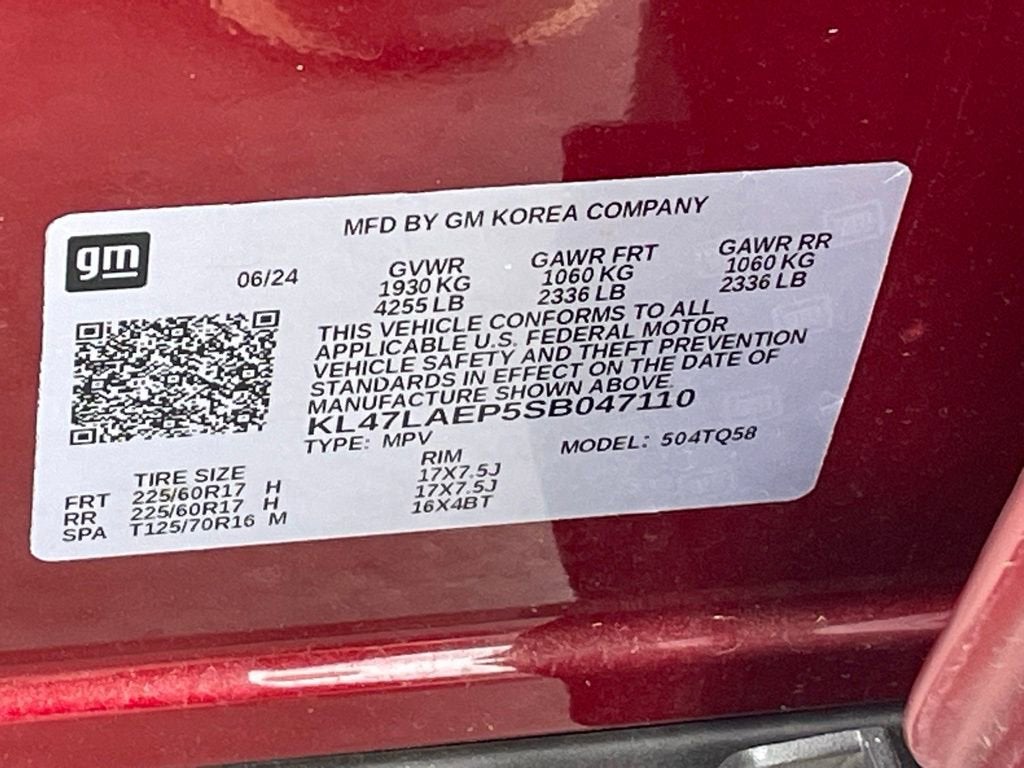 MFD BY GM KOREA COMPANY
gm
06/24
GVWR GAWR FRT GAWR RR
1930 KG 1060 KG 1060 KG
4255 LB 2336 LB 2336 LB
THIS VEHICLE CONFORMS TO ALL
APPLICABLE U.S. FEDERAL MOTOR
VEHICLE SAFETY AND THEFT PREVENTION
STANDARDS IN EFFECT ON THE DATE OF
MANUFACTURE SHOWN ABOVE.
KL47LAEP5SB047110
TYPE: MPV MODEL: 504TQ58
TIRE SIZE RIM
FRT 225/60R17 H 17X7.5J
RR 225/60R17 H 17X7.5J
SPA T125/70R16 M 16X4BT